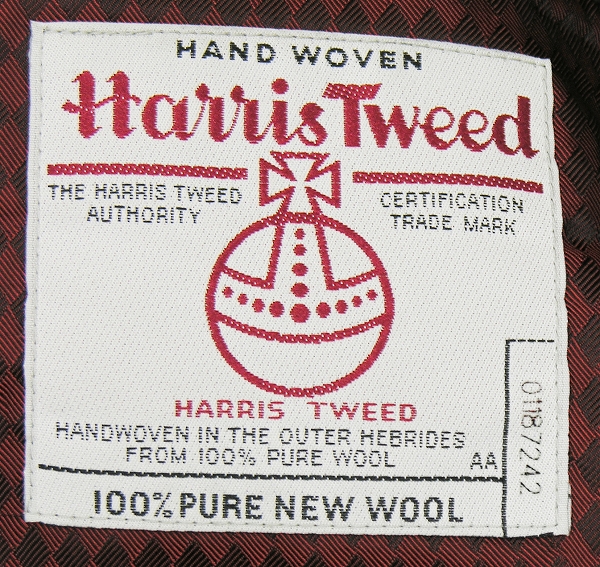 HAND WOVEN
Harris Tweed
THE HARRIS TWEED
AUTHORITY
CERTIFICATION
TRADE MARK
HARRIS TWEED
HANDWOVEN IN THE OUTER HEBRIDES
FROM 100% PURE WOOL
AA
01187242
100% PURE NEW WOOL